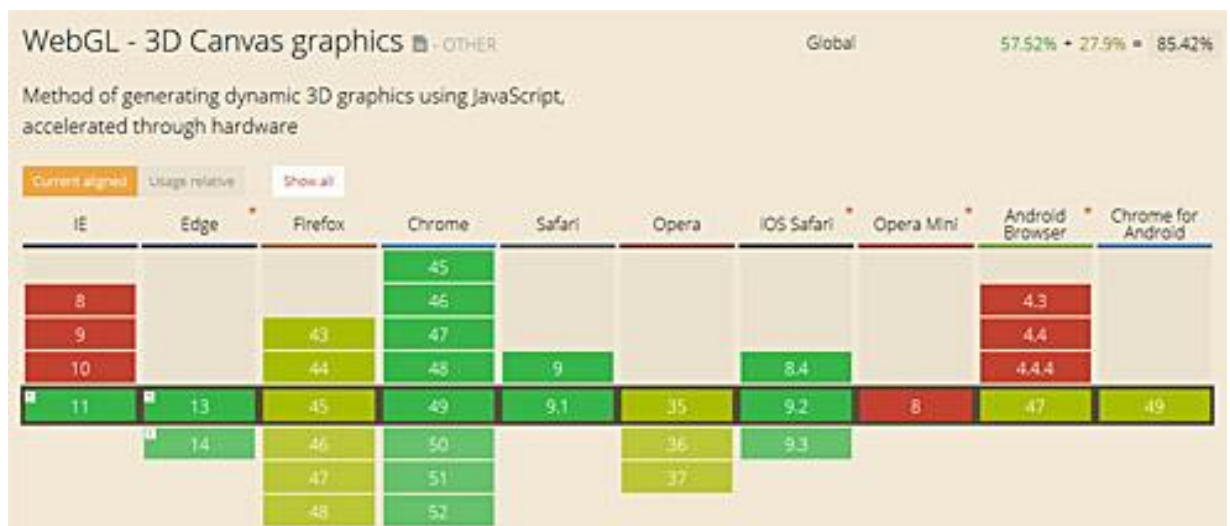 WebGL - 3D Canvas graphics - OTHER Global 57.52% + 27.9% = 85.42%
Method of generating dynamic 3D graphics using JavaScript,
accelerated through hardware
Current aligned Usage relative Show all
IE Edge * Firefox Chrome Safari Opera iOS Safari * Opera Mini * Android Browser * Chrome for Android
45
8 46 4.3
9 43 47 4.4
10 44 48 9 8.4 4.4.4
11 13 45 49 9.1 35 9.2 8 47 49
14 46 50 36 9.3
47 51 37
48 52